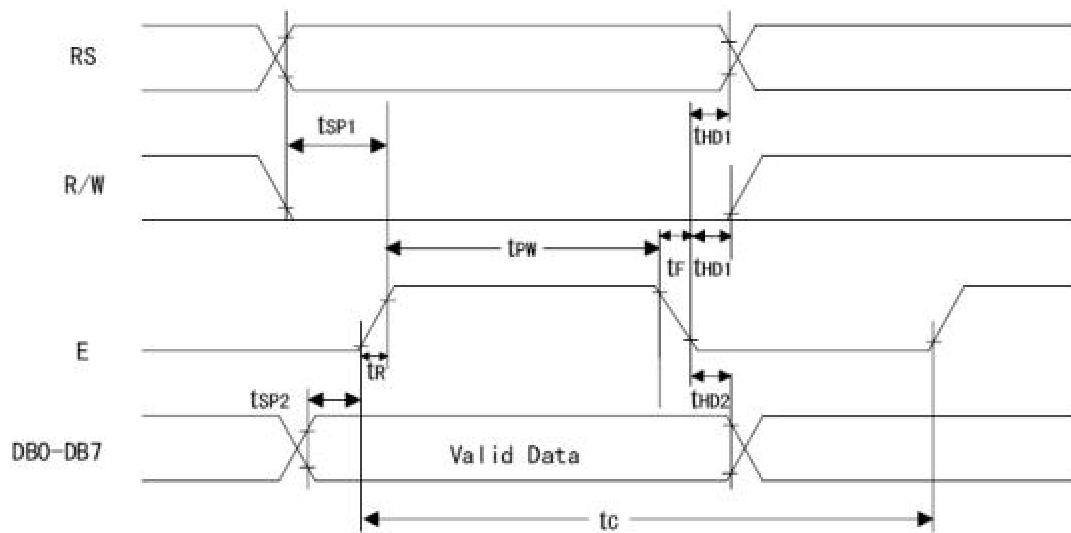 RS
tSP1
tHD1
R/W
tPW
tF
tHD1
E
tR
tSP2
tHD2
DB0-DB7
Valid Data
tC